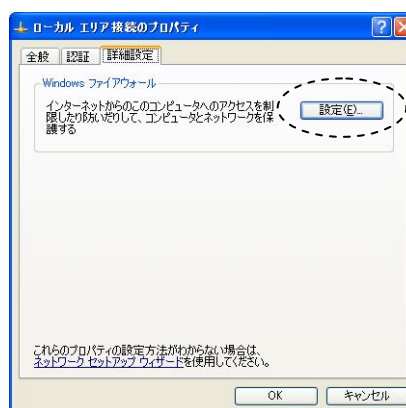 ローカル エリア接続のプロパティ
全般 認証 詳細設定
Windows ファイアウォール
インターネットからのこのコンピュータへのアクセスを制
限したり防いだりして、コンピュータとネットワークを保
護する
設定(E)...
これらのプロパティの設定方法がわからない場合は、
ネットワーク セットアップ ウィザードを使用してください。
OK キャンセル